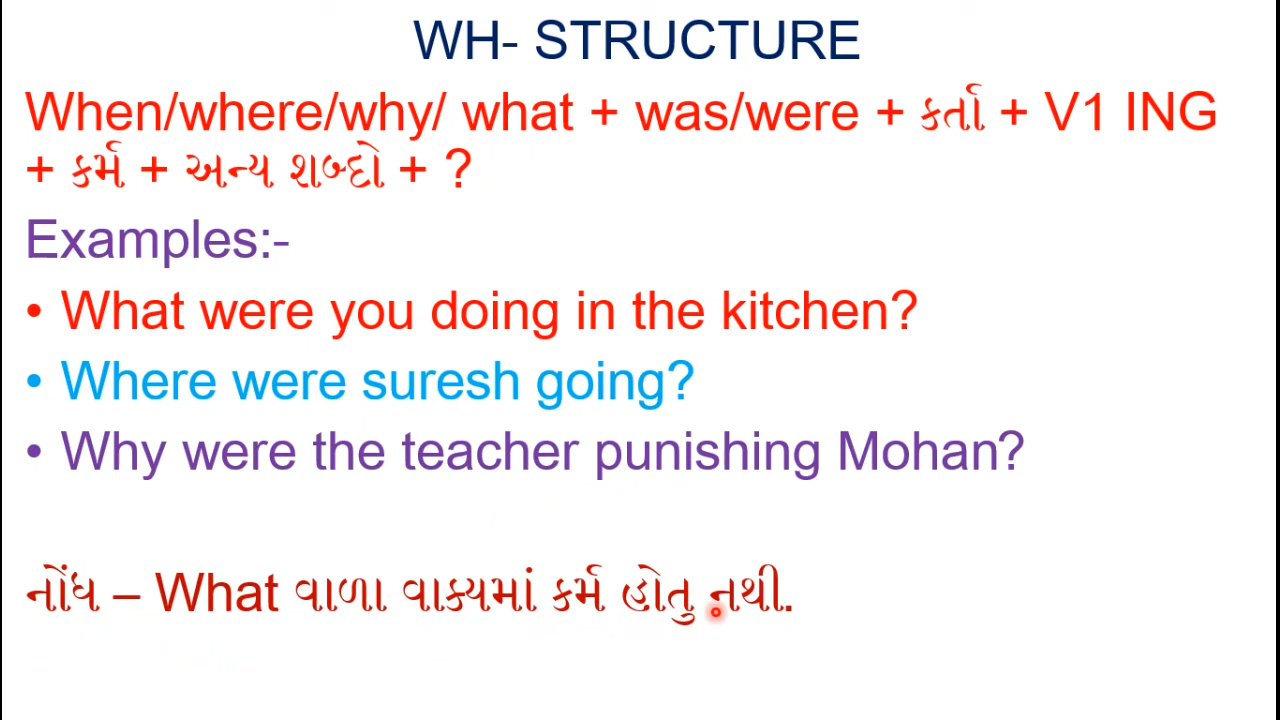 WH- STRUCTURE
When/where/why/ what + was/were + કર્તા + V1 ING
+ કર્મ + અન્ય શબ્દો + ?
Examples:-
• What were you doing in the kitchen?
• Where were suresh going?
• Why were the teacher punishing Mohan?
નોંધ – What વાળા વાક્યમાં કર્મ હોતુ નથી.